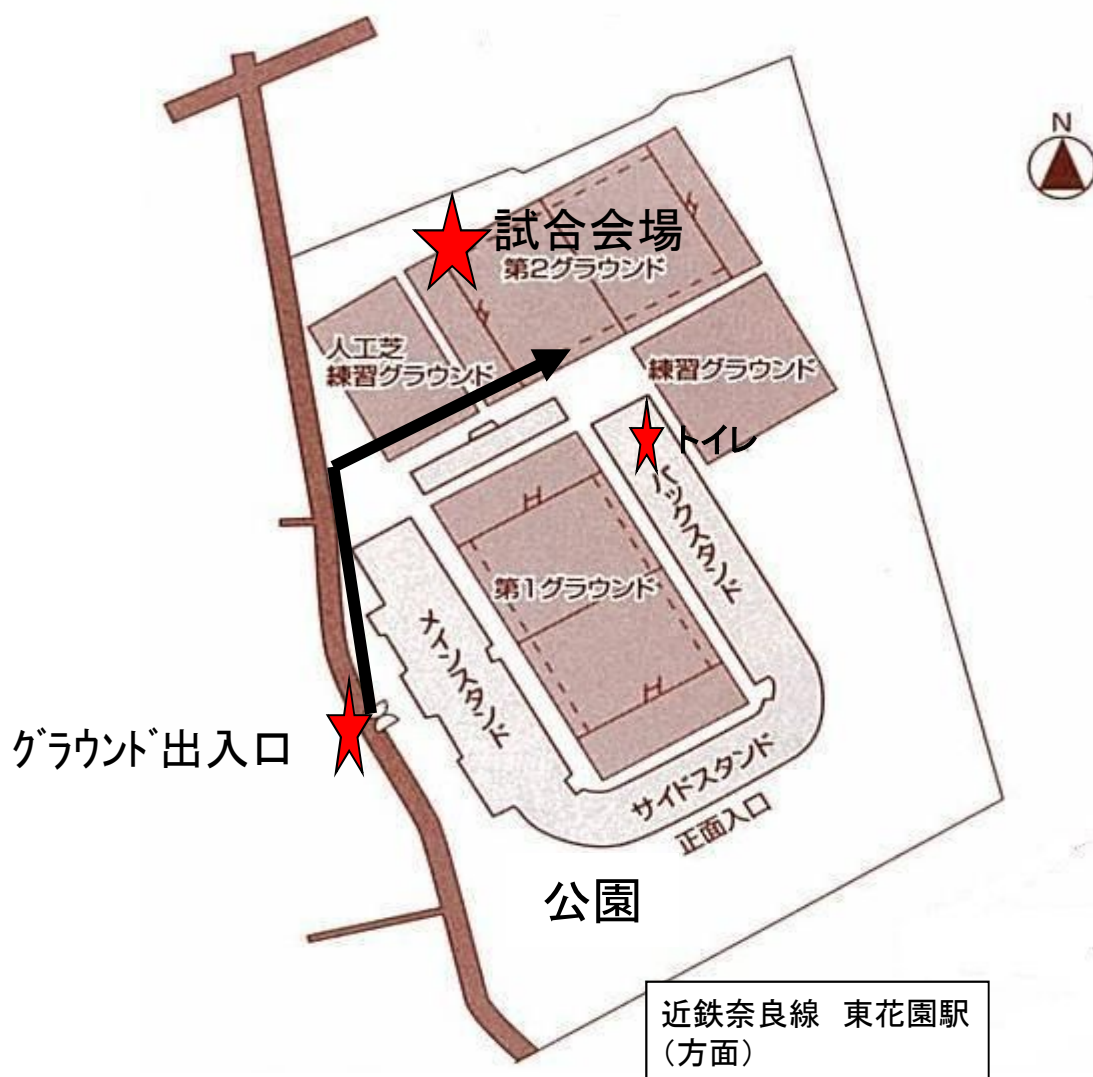 N
試合会場
第2グラウンド
人工芝
練習グラウンド
練習グラウンド
トイレ
バックスタンド
第1グラウンド
メインスタンド
グラウンド出入口
サイドスタンド
正面入口
公園
近鉄奈良線　東花園駅
（方面）